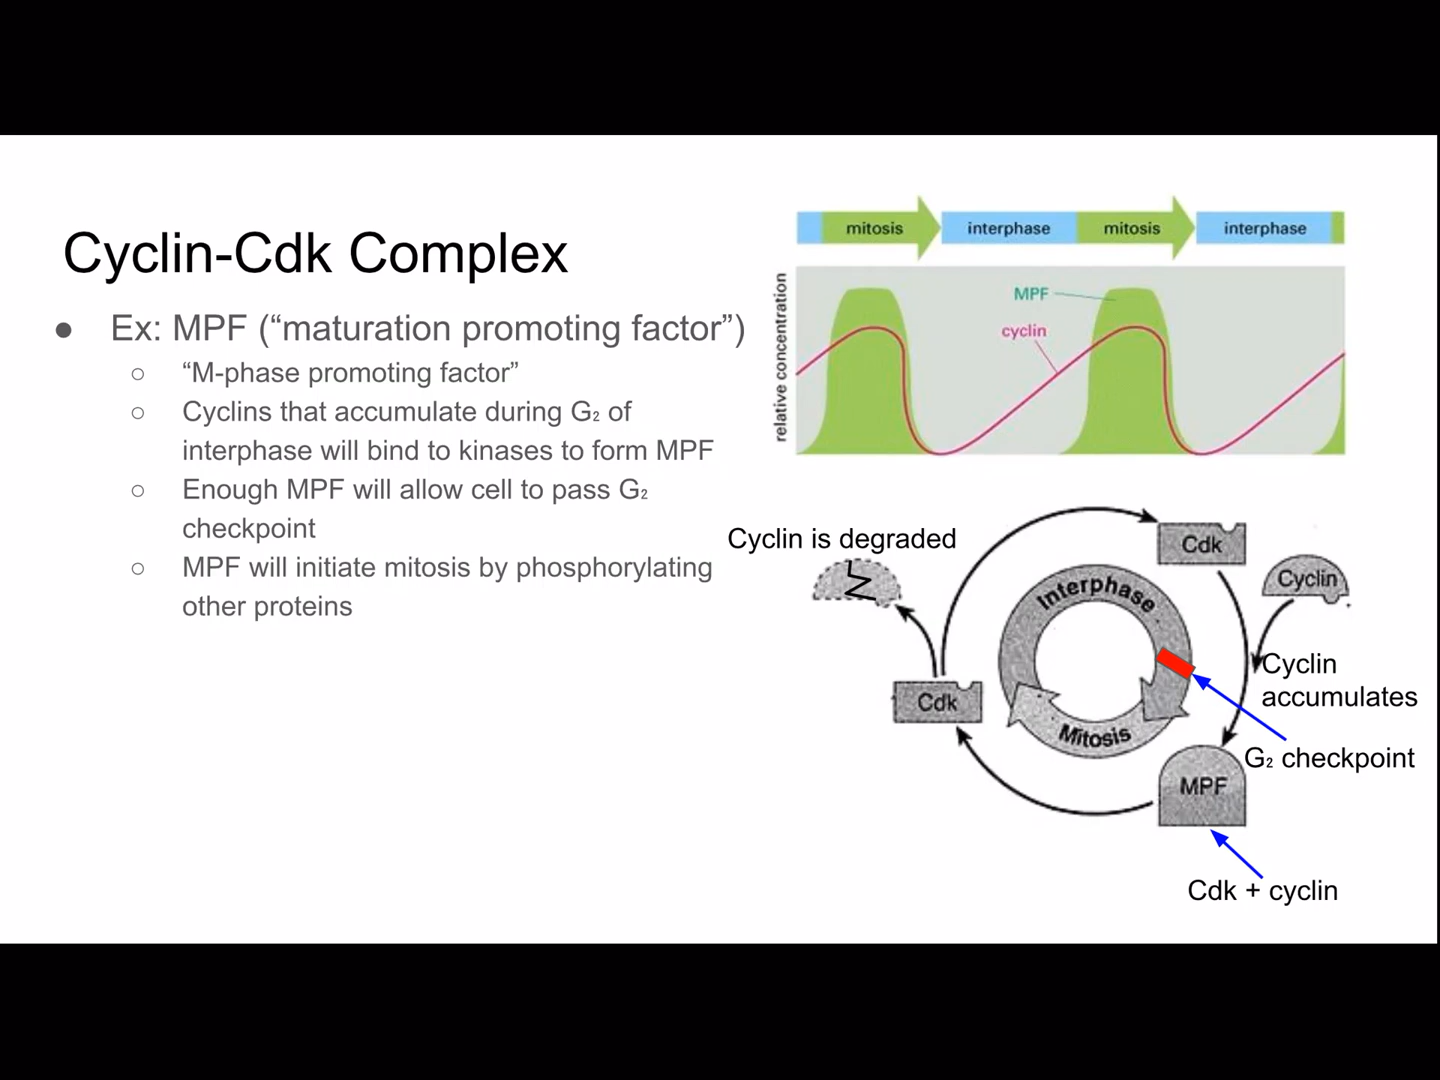 Cyclin-Cdk Complex
● Ex: MPF (“maturation promoting factor”)
○ “M-phase promoting factor”
○ Cyclins that accumulate during G₂ of
interphase will bind to kinases to form MPF
○ Enough MPF will allow cell to pass G₂
checkpoint
○ MPF will initiate mitosis by phosphorylating
other proteins
mitosis interphase mitosis interphase
relative concentration
MPF
cyclin
Cyclin is degraded
Cdk
Cyclin
Interphase
Cyclin
accumulates
Cdk
Mitosis
G₂ checkpoint
MPF
Cdk + cyclin